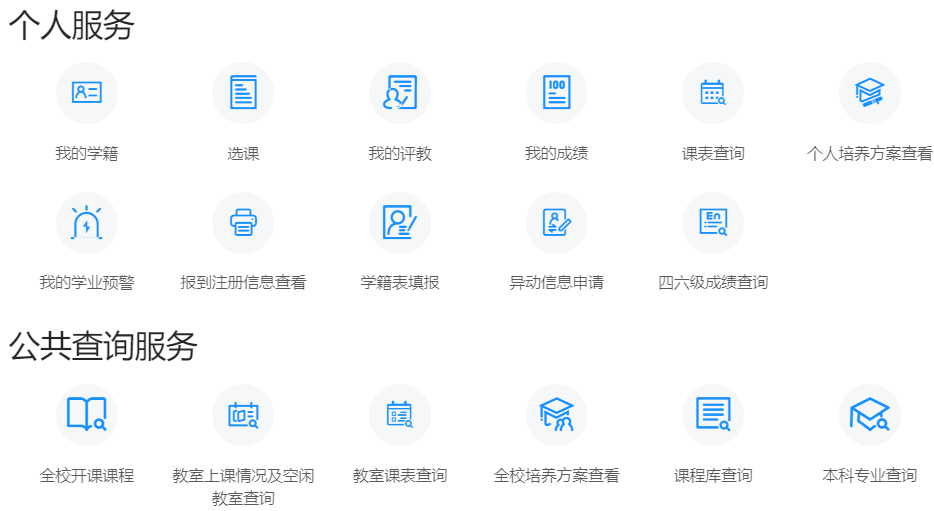 个人服务
100
我的学籍
选课
我的评教
我的成绩
课表查询
个人培养方案查看
En
我的学业预警
报到注册信息查看
学籍表填报
异动信息申请
四六级成绩查询
公共查询服务
全校开课课程
教室上课情况及空闲
教室查询
教室课表查询
全校培养方案查看
课程库查询
本科专业查询